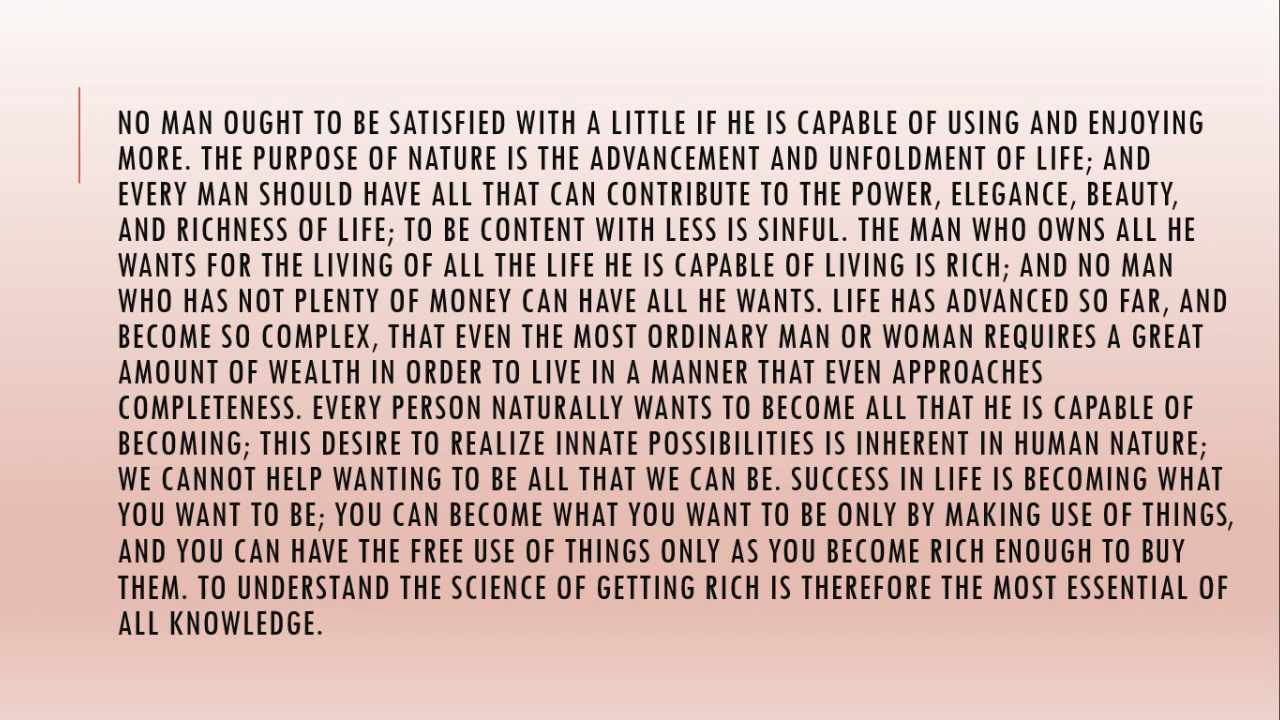 NO MAN OUGHT TO BE SATISFIED WITH A LITTLE IF HE IS CAPABLE OF USING AND ENJOYING
MORE. THE PURPOSE OF NATURE IS THE ADVANCEMENT AND UNFOLDMENT OF LIFE; AND
EVERY MAN SHOULD HAVE ALL THAT CAN CONTRIBUTE TO THE POWER, ELEGANCE, BEAUTY,
AND RICHNESS OF LIFE; TO BE CONTENT WITH LESS IS SINFUL. THE MAN WHO OWNS ALL HE
WANTS FOR THE LIVING OF ALL THE LIFE HE IS CAPABLE OF LIVING IS RICH; AND NO MAN
WHO HAS NOT PLENTY OF MONEY CAN HAVE ALL HE WANTS. LIFE HAS ADVANCED SO FAR, AND
BECOME SO COMPLEX, THAT EVEN THE MOST ORDINARY MAN OR WOMAN REQUIRES A GREAT
AMOUNT OF WEALTH IN ORDER TO LIVE IN A MANNER THAT EVEN APPROACHES
COMPLETENESS. EVERY PERSON NATURALLY WANTS TO BECOME ALL THAT HE IS CAPABLE OF
BECOMING; THIS DESIRE TO REALIZE INNATE POSSIBILITIES IS INHERENT IN HUMAN NATURE;
WE CANNOT HELP WANTING TO BE ALL THAT WE CAN BE. SUCCESS IN LIFE IS BECOMING WHAT
YOU WANT TO BE; YOU CAN BECOME WHAT YOU WANT TO BE ONLY BY MAKING USE OF THINGS,
AND YOU CAN HAVE THE FREE USE OF THINGS ONLY AS YOU BECOME RICH ENOUGH TO BUY
THEM. TO UNDERSTAND THE SCIENCE OF GETTING RICH IS THEREFORE THE MOST ESSENTIAL OF
ALL KNOWLEDGE.